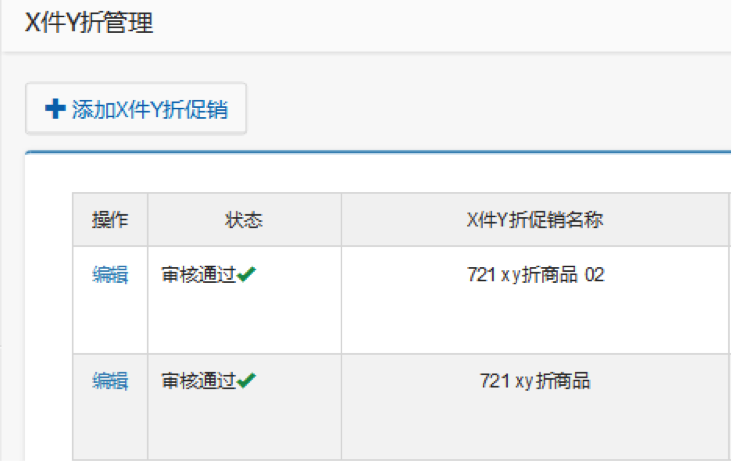 X件Y折管理
添加X件Y折促销
操作 状态 X件Y折促销名称
编辑 审核通过 721 xy折商品 02
编辑 审核通过 721 xy折商品